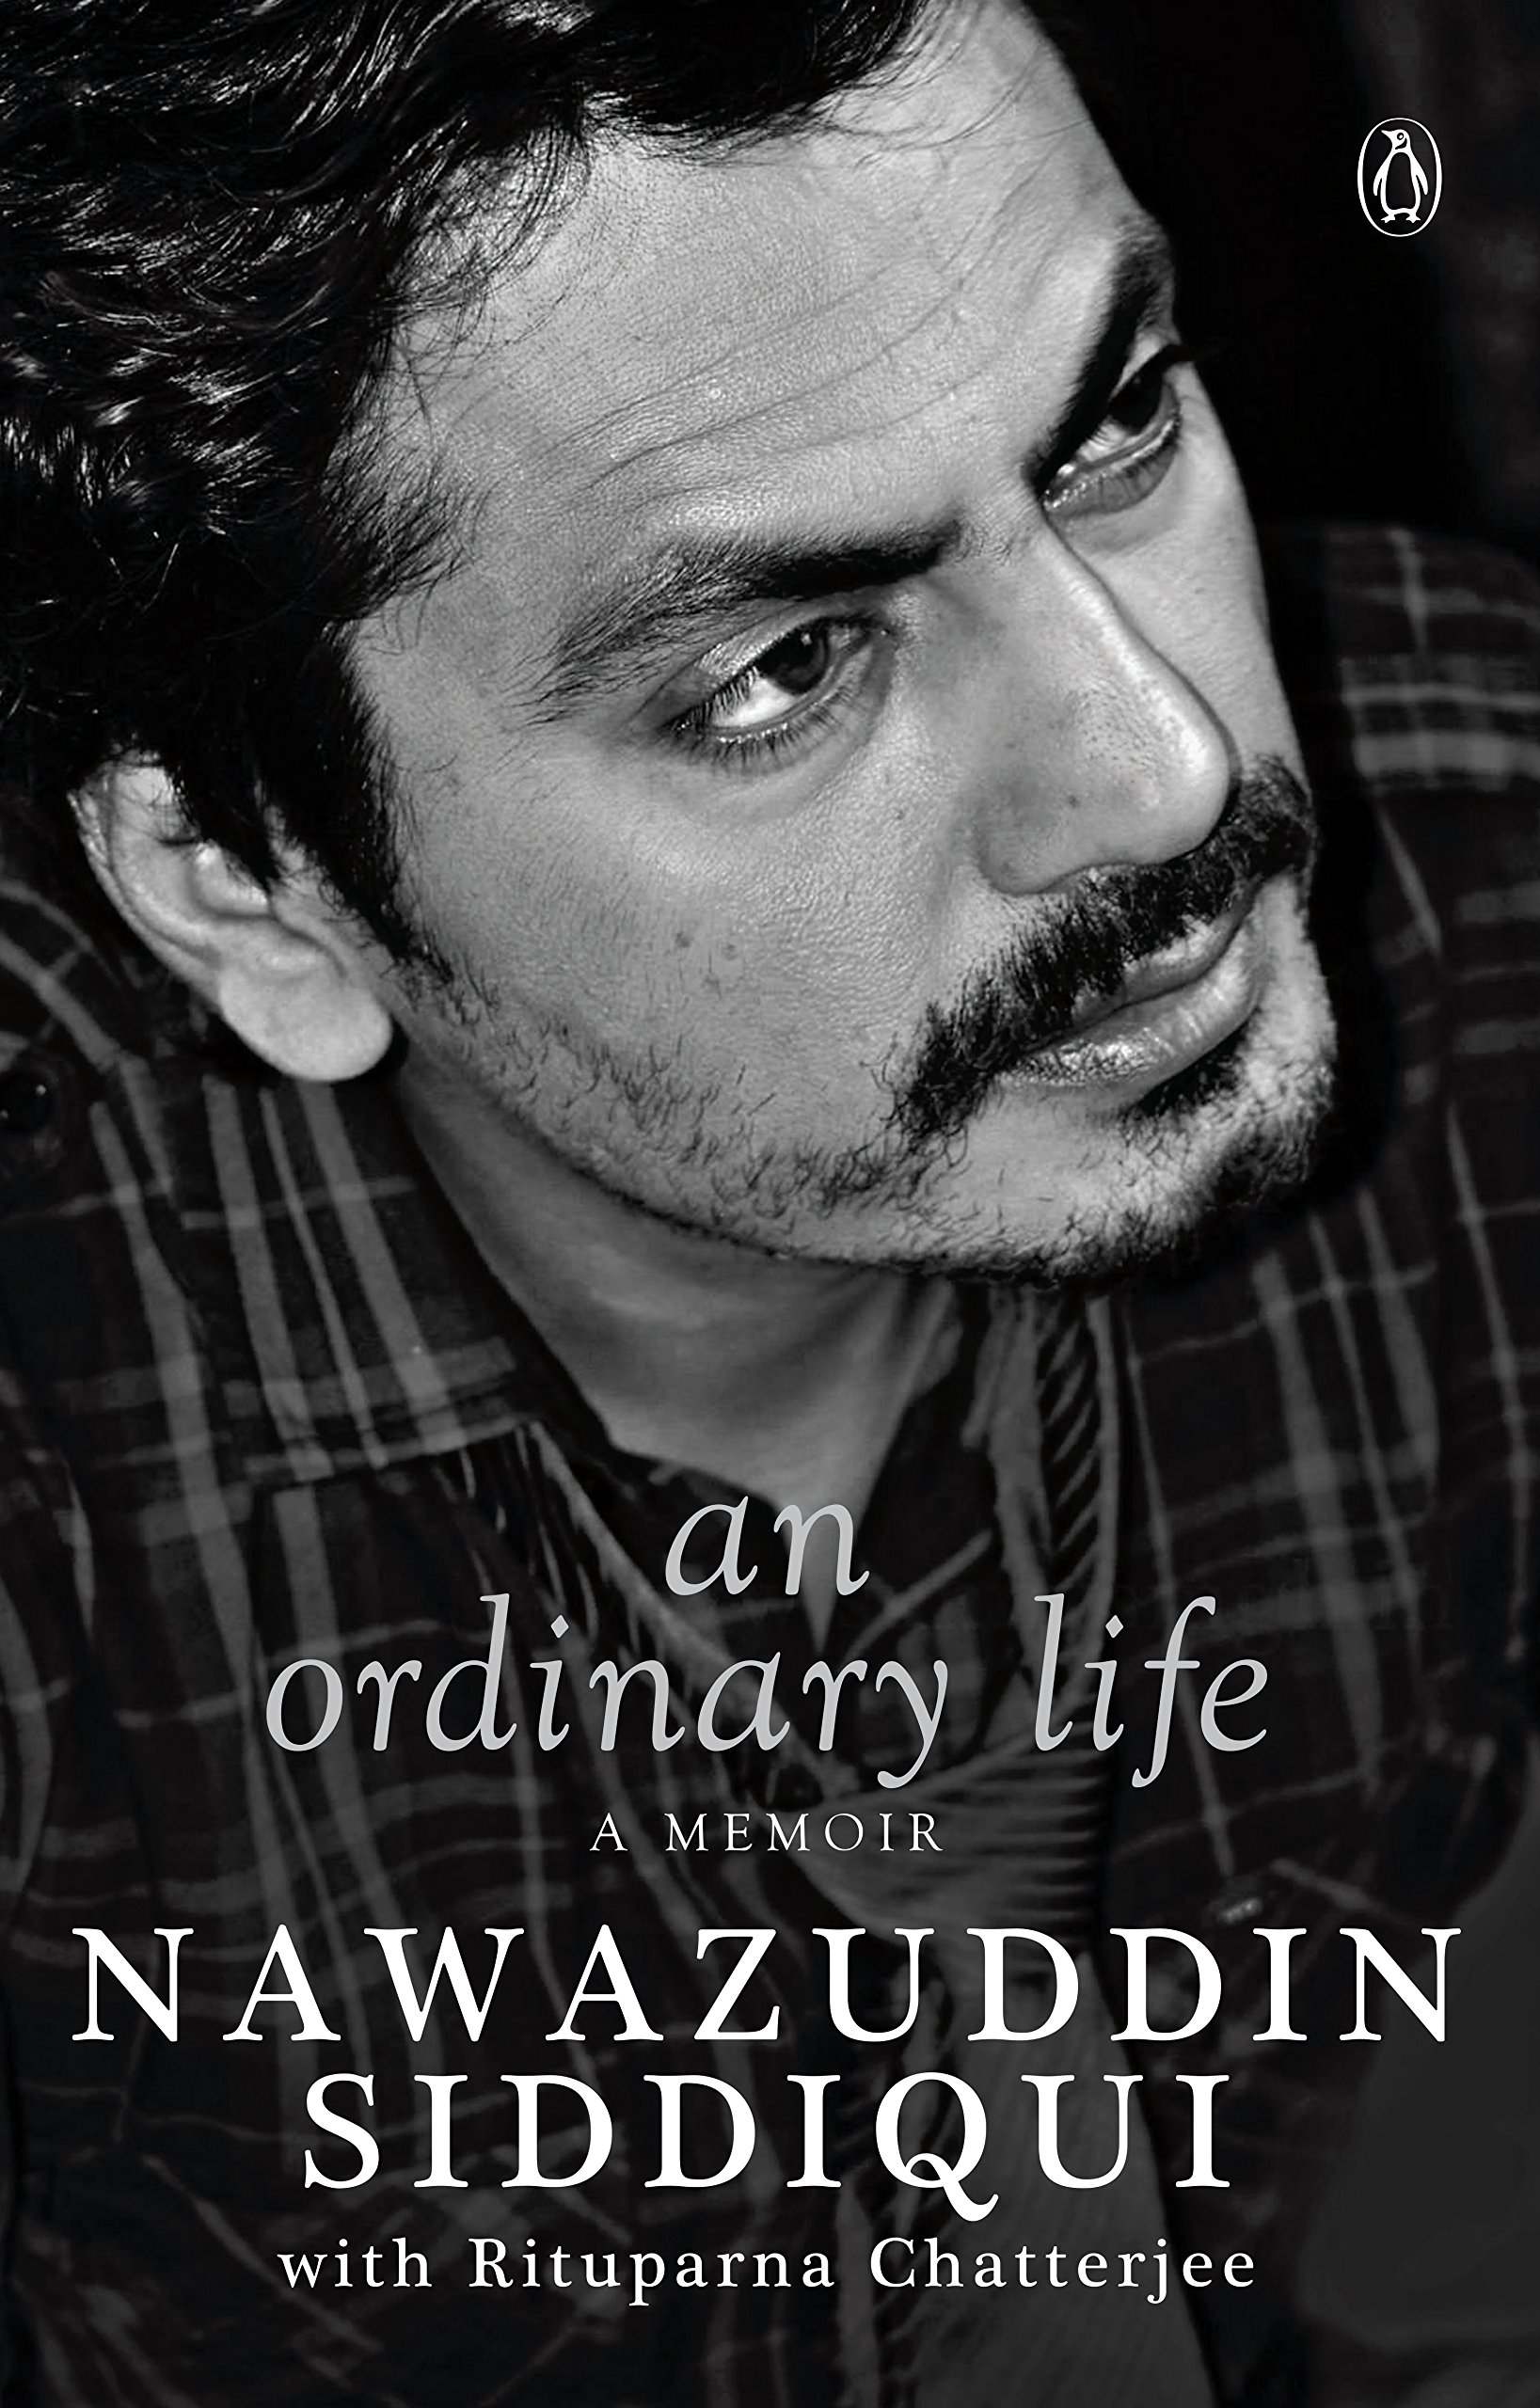 an
ordinary life
A MEMOIR
NAWAZUDDIN
SIDDIQUI
with Rituparna Chatterjee